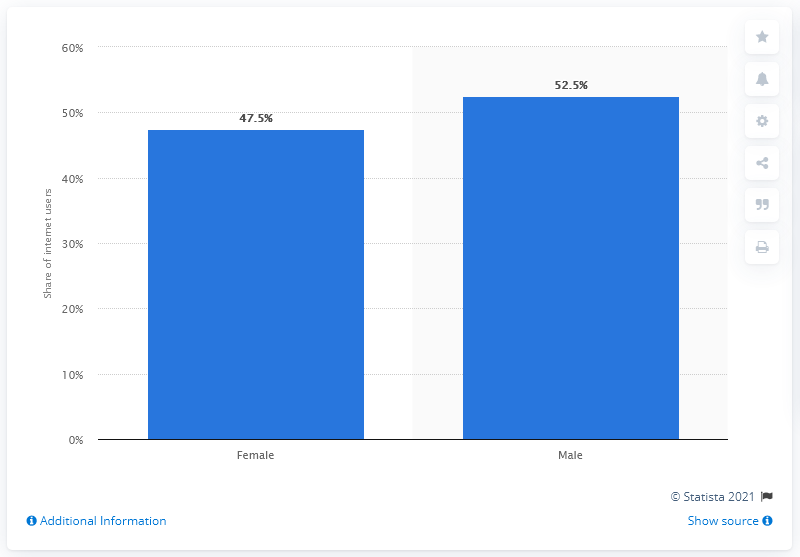 60%
50%
40%
30%
20%
10%
0%
Share of internet users
47.5%
52.5%
Female
Male
© Statista 2021
Additional Information
Show source